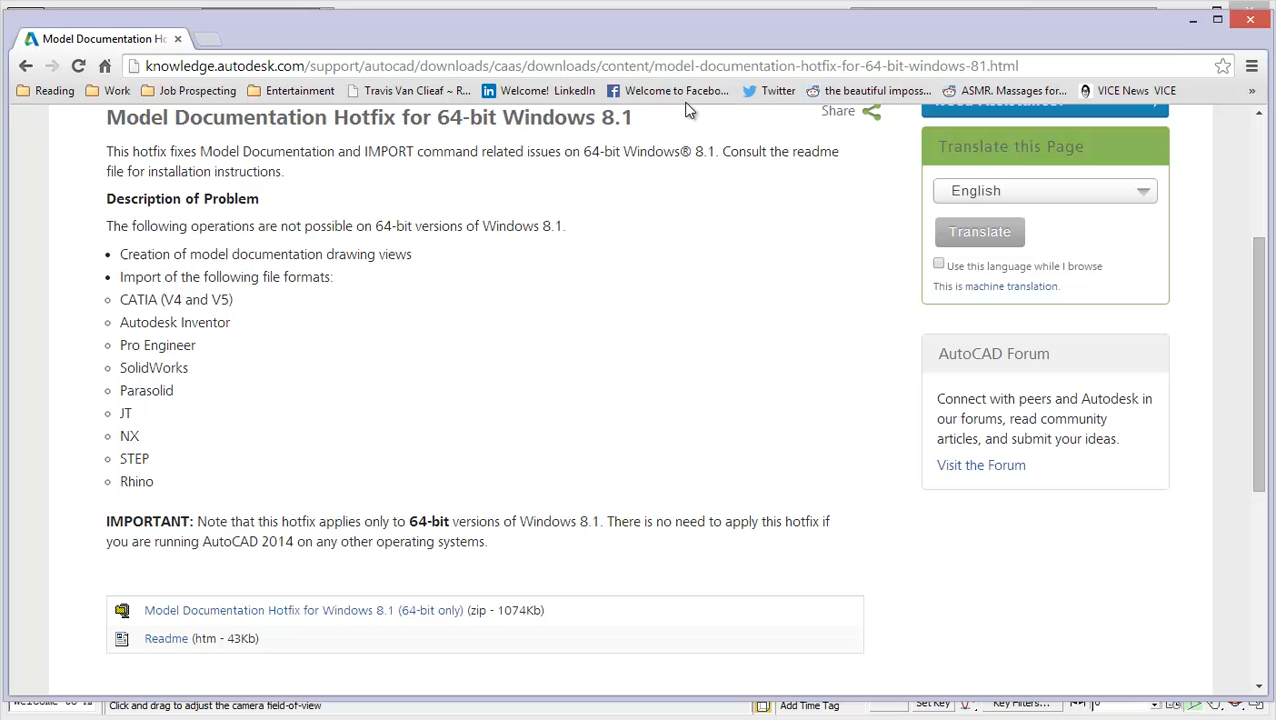 Model Documentation Ho
knowledge.autodesk.com/support/autocad/downloads/caas/downloads/content/model-documentation-hotfix-for-64-bit-windows-81.html
Reading Work Job Prospecting Entertainment Travis Van Clieaf ~ R... Welcome! LinkedIn Welcome to Facebo... Twitter the beautiful impos... ASMR. Massages for... VICE News VICE »
Model Documentation Hotfix for 64-bit Windows 8.1
Share
This hotfix fixes Model Documentation and IMPORT command related issues on 64-bit Windows® 8.1. Consult the readme
file for installation instructions.
Description of Problem
The following operations are not possible on 64-bit versions of Windows 8.1.
• Creation of model documentation drawing views
• Import of the following file formats:
○ CATIA (V4 and V5)
○ Autodesk Inventor
○ Pro Engineer
○ SolidWorks
○ Parasolid
○ JT
○ NX
○ STEP
○ Rhino
IMPORTANT: Note that this hotfix applies only to 64-bit versions of Windows 8.1. There is no need to apply this hotfix if
you are running AutoCAD 2014 on any other operating systems.
Model Documentation Hotfix for Windows 8.1 (64-bit only) (zip - 1074Kb)
Readme (htm - 43Kb)
Need Assistance?
Translate this Page
English
Translate
Use this language while I browse
This is machine translation.
AutoCAD Forum
Connect with peers and Autodesk in
our forums, read community
articles, and submit your ideas.
Visit the Forum
Welcome to M
Click and drag to adjust the camera field-of-view
Add Time Tag
Set Key
Key Filters...
0